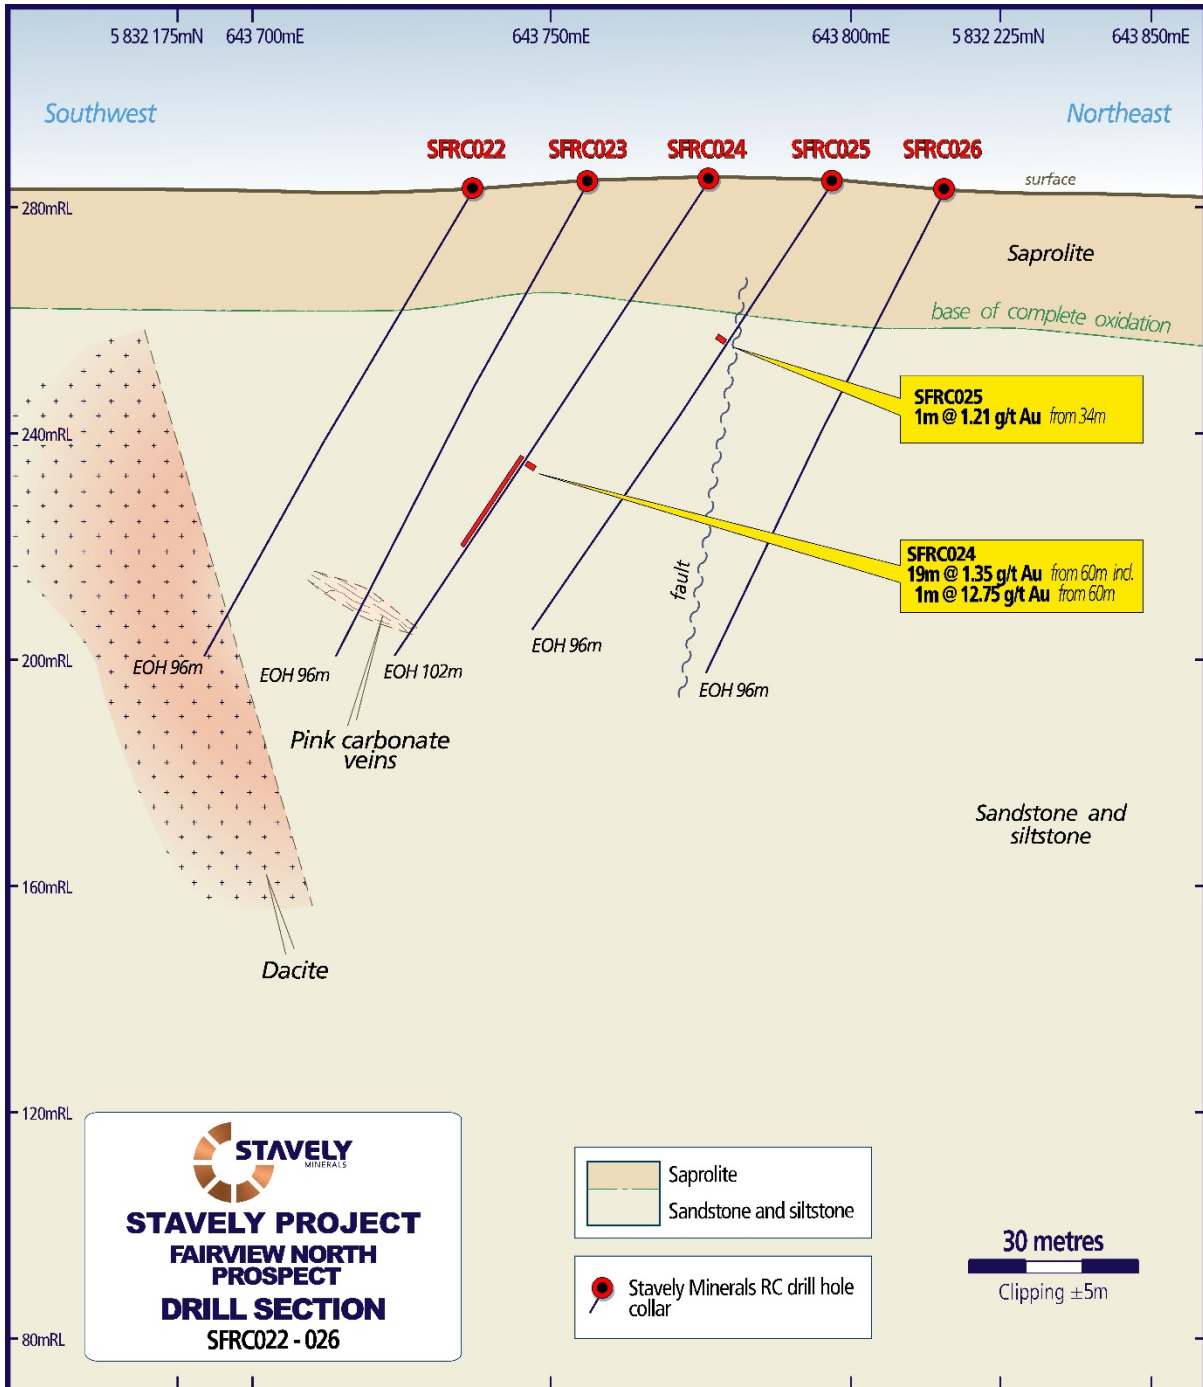 5 832 175mN 643 700mE 643 750mE 643 800mE 5 832 225mN 643 850mE
Southwest
Northeast
SFRC022 SFRC023 SFRC024 SFRC025 SFRC026
surface
280mRL
Saprolite
base of complete oxidation
SFRC025
1m @ 1.21 g/t Au from 34m
240mRL
SFRC024
19m @ 1.35 g/t Au from 60m incl.
1m @ 12.75 g/t Au from 60m
fault
200mRL
EOH 96m
EOH 96m
EOH 102m
EOH 96m
EOH 96m
Pink carbonate
veins
Sandstone and
siltstone
160mRL
Dacite
120mRL
STAVELY
MINERALS
STAVELY PROJECT
FAIRVIEW NORTH
PROSPECT
DRILL SECTION
SFRC022 - 026
Saprolite
Sandstone and siltstone
Stavely Minerals RC drill hole
collar
30 metres
Clipping ±5m
80mRL